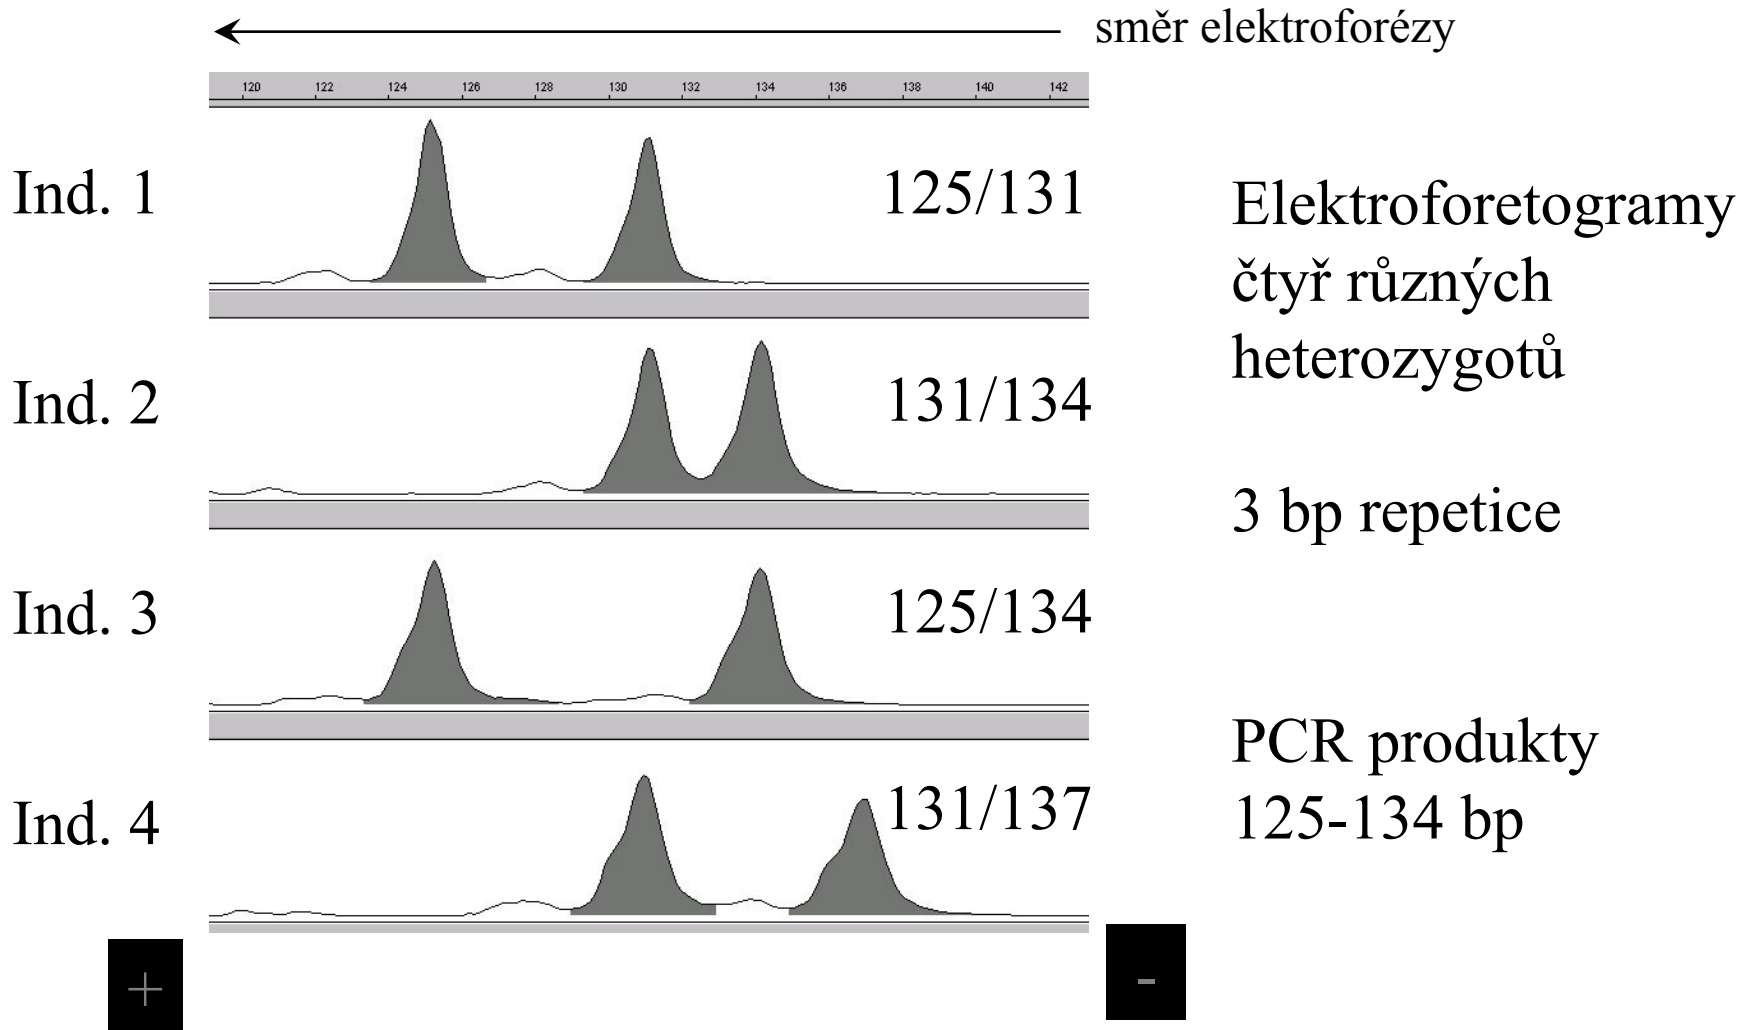 směr elektroforézy
120 122 124 126 128 130 132 134 136 138 140 142
Ind. 1
125/131
Ind. 2
131/134
Ind. 3
125/134
Ind. 4
131/137
Elektroforetogramy
čtyř různých
heterozygotů
3 bp repetice
PCR produkty
125-134 bp
+
-